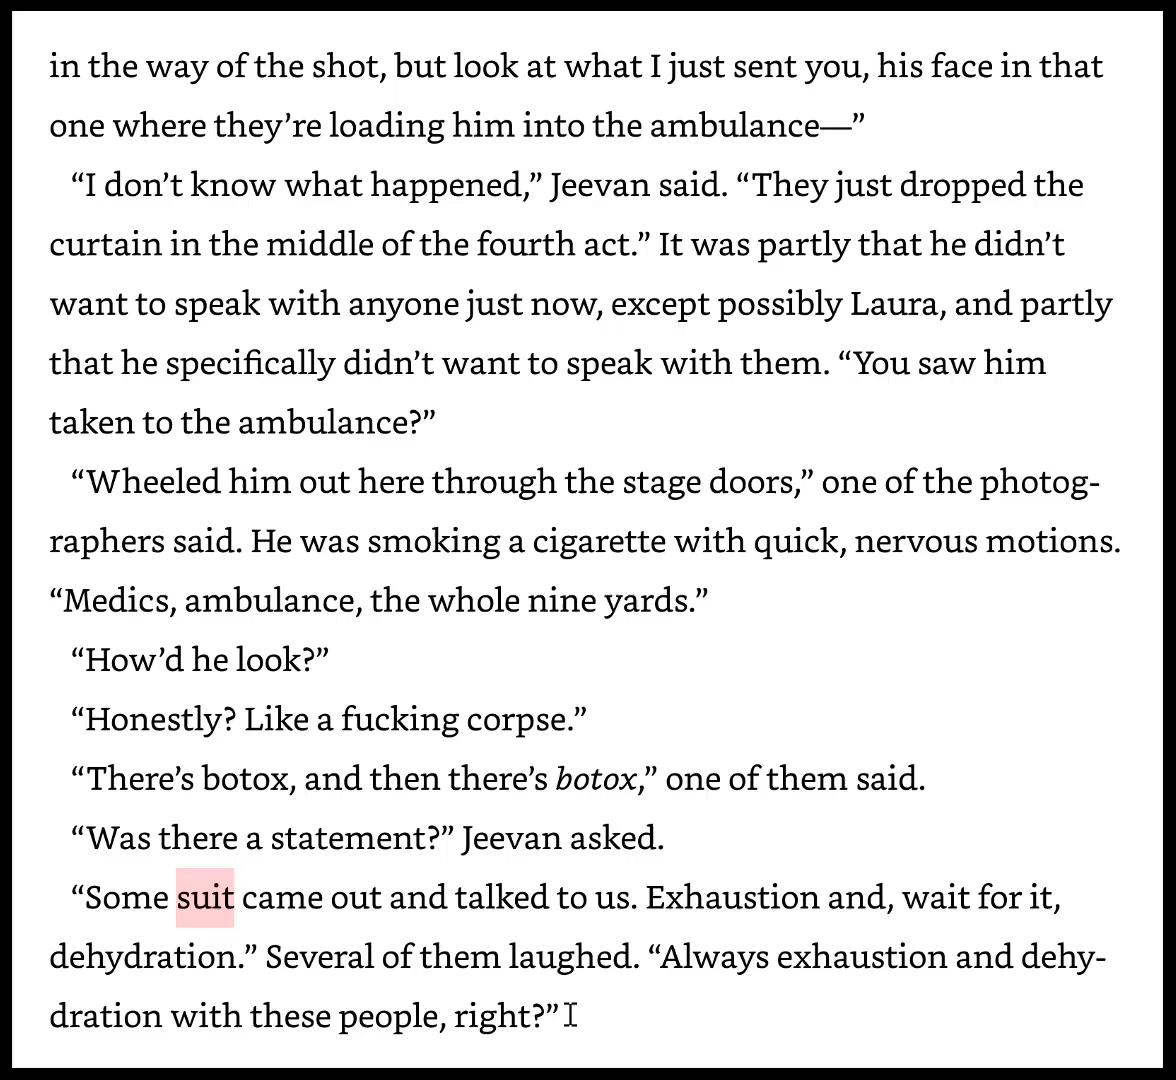 in the way of the shot, but look at what I just sent you, his face in that
one where they’re loading him into the ambulance—”
“I don’t know what happened,” Jeevan said. “They just dropped the
curtain in the middle of the fourth act.” It was partly that he didn’t
want to speak with anyone just now, except possibly Laura, and partly
that he specifically didn’t want to speak with them. “You saw him
taken to the ambulance?”
“Wheeled him out here through the stage doors,” one of the photog-
raphers said. He was smoking a cigarette with quick, nervous motions.
“Medics, ambulance, the whole nine yards.”
“How’d he look?”
“Honestly? Like a fucking corpse.”
“There’s botox, and then there’s botox,” one of them said.
“Was there a statement?” Jeevan asked.
“Some suit came out and talked to us. Exhaustion and, wait for it,
dehydration.” Several of them laughed. “Always exhaustion and dehy-
dration with these people, right?”